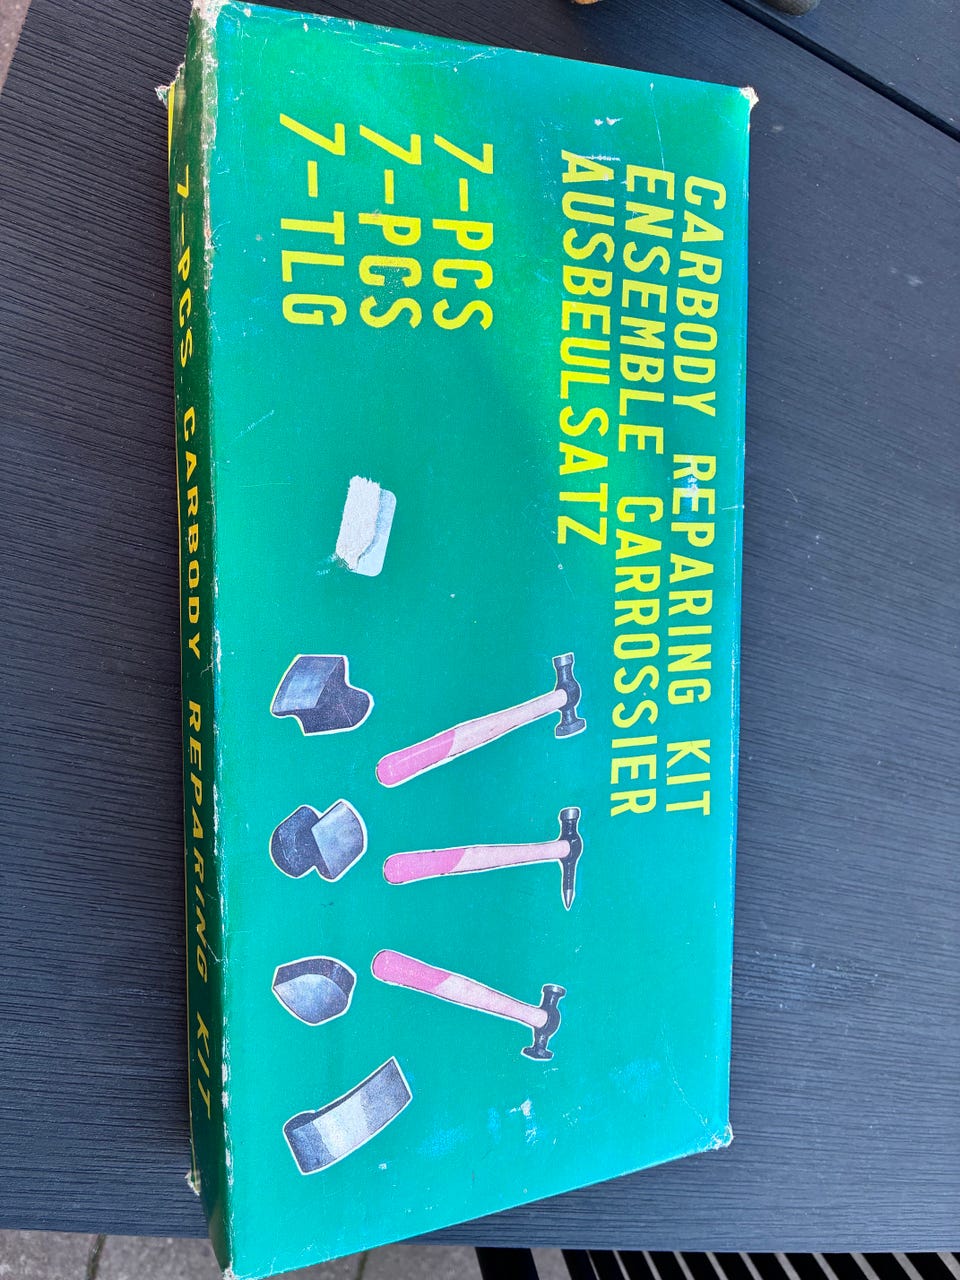 CARBODY REPARING KIT
ENSEMBLE CARROSSIER
AUSBEULSATZ
7-PCS
7-PCS
7-TLG
7-PCS CARBODY REPARING KIT